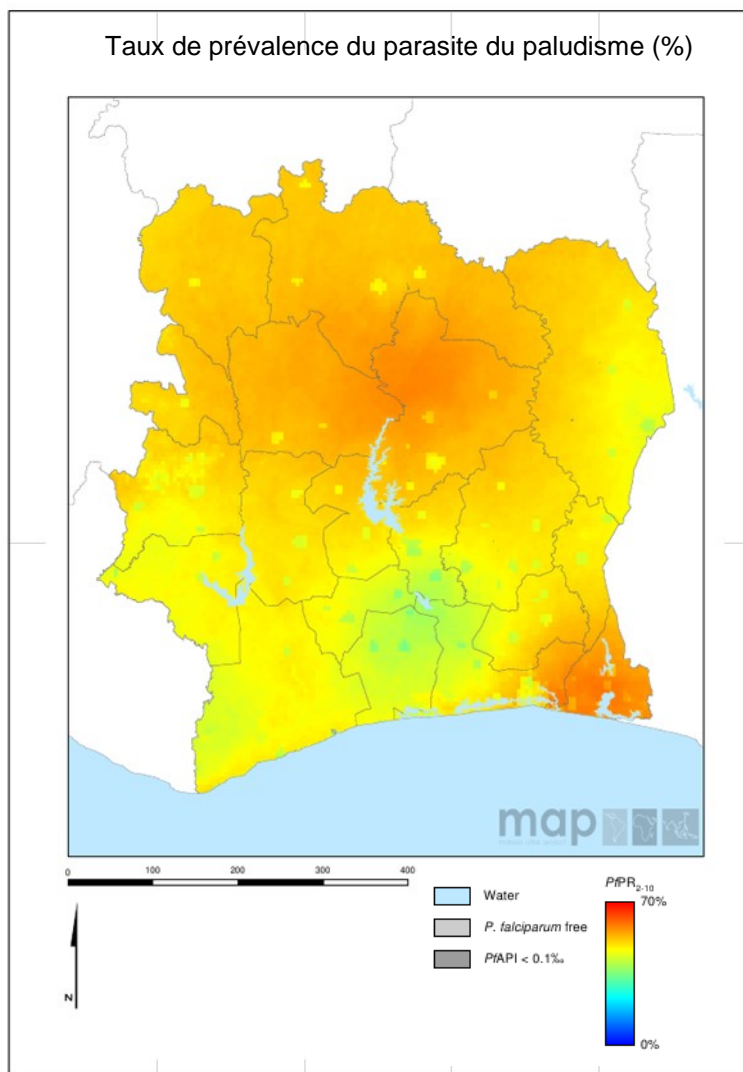 Taux de prévalence du parasite du paludisme (%)
map
0 100 200 300 400
N
Water
P. falciparum free
PfAPI < 0.1‰
PfPR2-10
70%
0%